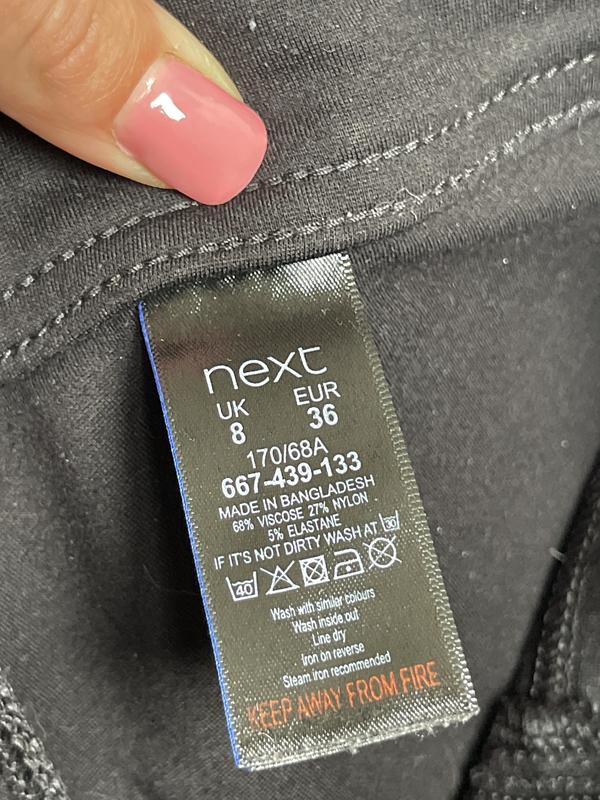 next
UK EUR
8 36
170/68A
667-439-133
MADE IN BANGLADESH
68% VISCOSE 27% NYLON
5% ELASTANE
IF IT'S NOT DIRTY WASH AT 30
40
Wash with similar colours
Wash inside out
Line dry
Iron on reverse
Steam iron recommended
KEEP AWAY FROM FIRE